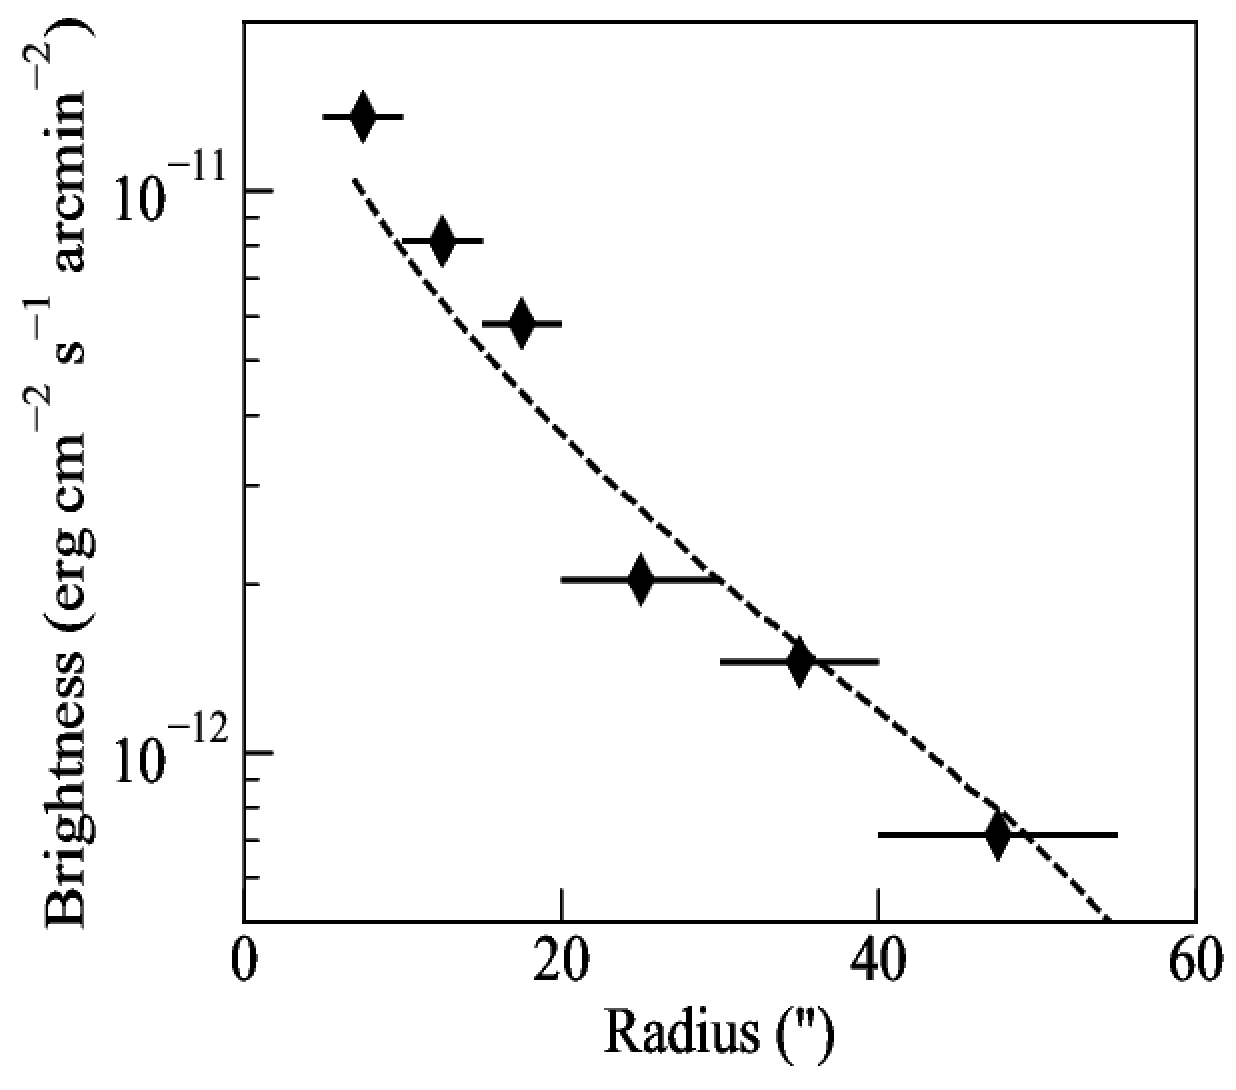 Brightness (erg cm⁻² s⁻¹ arcmin⁻²)
10⁻¹¹
10⁻¹²
0 20 40 60
Radius (")